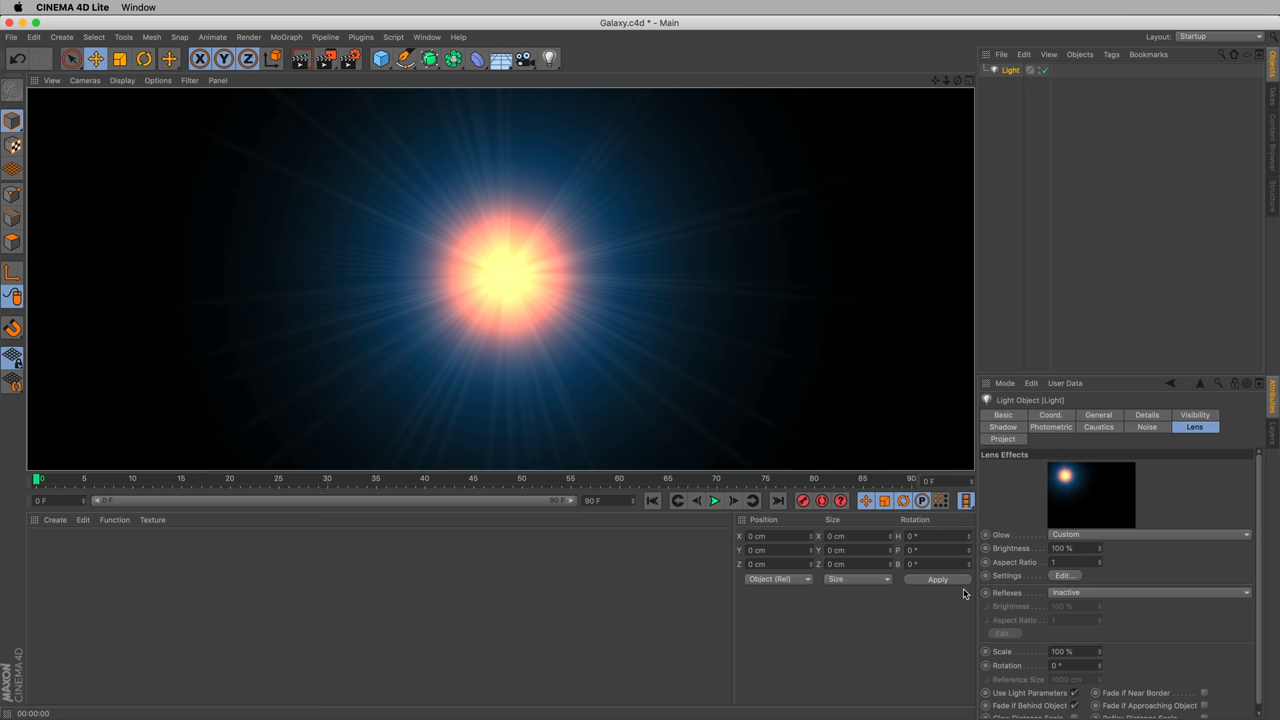 CINEMA 4D Lite Window
Galaxy.c4d * - Main
File Edit Create Select Tools Mesh Snap Animate Render MoGraph Pipeline Plugins Script Window Help
Layout: Startup
View Cameras Display Options Filter Panel
File Edit View Objects Tags Bookmarks
Light
Objects
Takes
Content Browser
Structure
Mode Edit User Data
Light Object [Light]
Basic Coord. General Details Visibility
Shadow Photometric Caustics Noise Lens
Project
Attributes
Layers
Lens Effects
Glow Custom
Brightness 100 %
Aspect Ratio 1
Settings Edit...
Reflexes Inactive
Brightness 100 %
Aspect Ratio 1
Edit...
Scale 100 %
Rotation 0 °
Reference Size 1000 cm
Use Light Parameters Fade if Near Border
Fade if Behind Object Fade if Approaching Object
0 5 10 15 20 25 30 35 40 45 50 55 60 65 70 75 80 85 90 0 F
0 F 0 F 90 F 90 F
Create Edit Function Texture
Position Size Rotation
X 0 cm X 0 cm H 0 °
Y 0 cm Y 0 cm P 0 °
Z 0 cm Z 0 cm B 0 °
Object (Rel) Size Apply
MAXON
CINEMA 4D
00:00:00